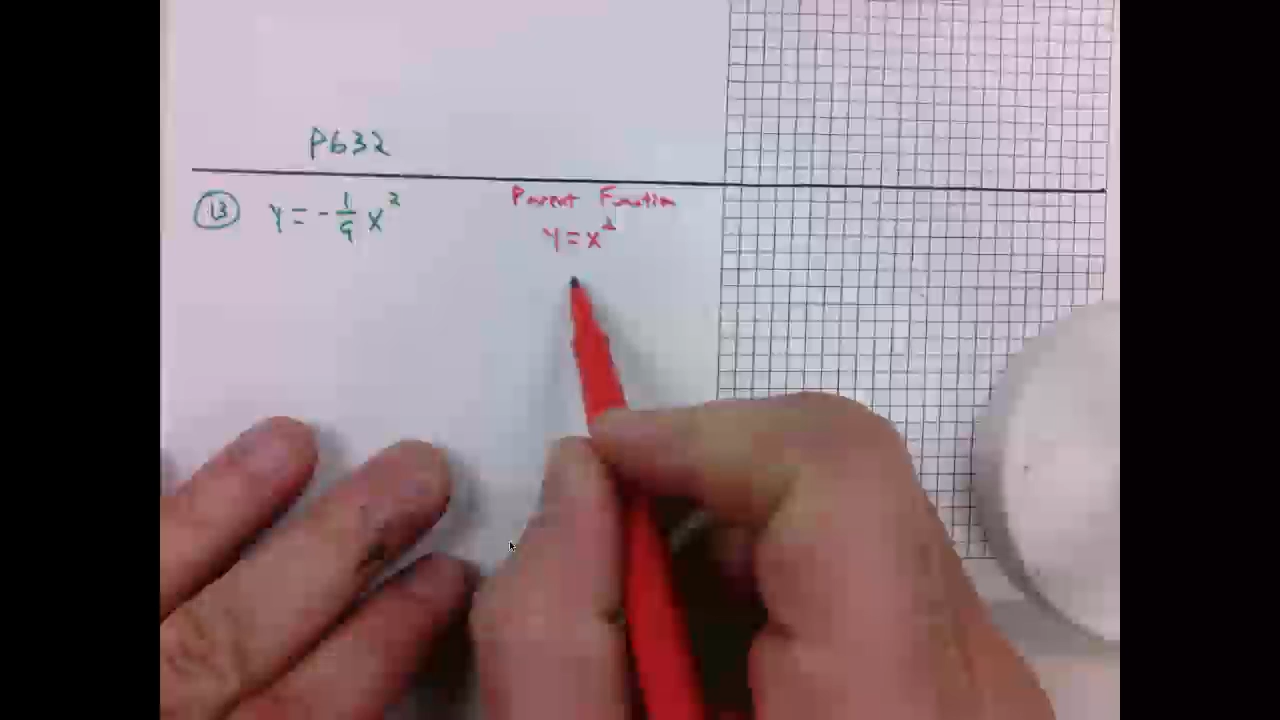 P632
13 y = -1/9 x²
Parent Function
y = x²